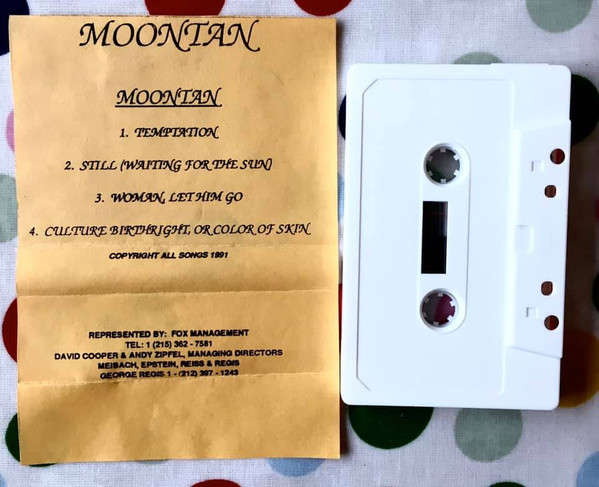 MOONTAN
MOONTAN
1. TEMPTATION
2. STILL (WAITING FOR THE SUN)
3. WOMAN, LET HIM GO
4. CULTURE BIRTHRIGHT, OR COLOR OF SKIN
COPYRIGHT ALL SONGS 1991
REPRESENTED BY: FOX MANAGEMENT
TEL: 1 (215) 362 - 7581
DAVID COOPER & ANDY ZIPFEL, MANAGING DIRECTORS
MEIBACH, EPSTEIN, REISS & REGIS
GEORGE REGIS 1 - (212) 397 - 1243